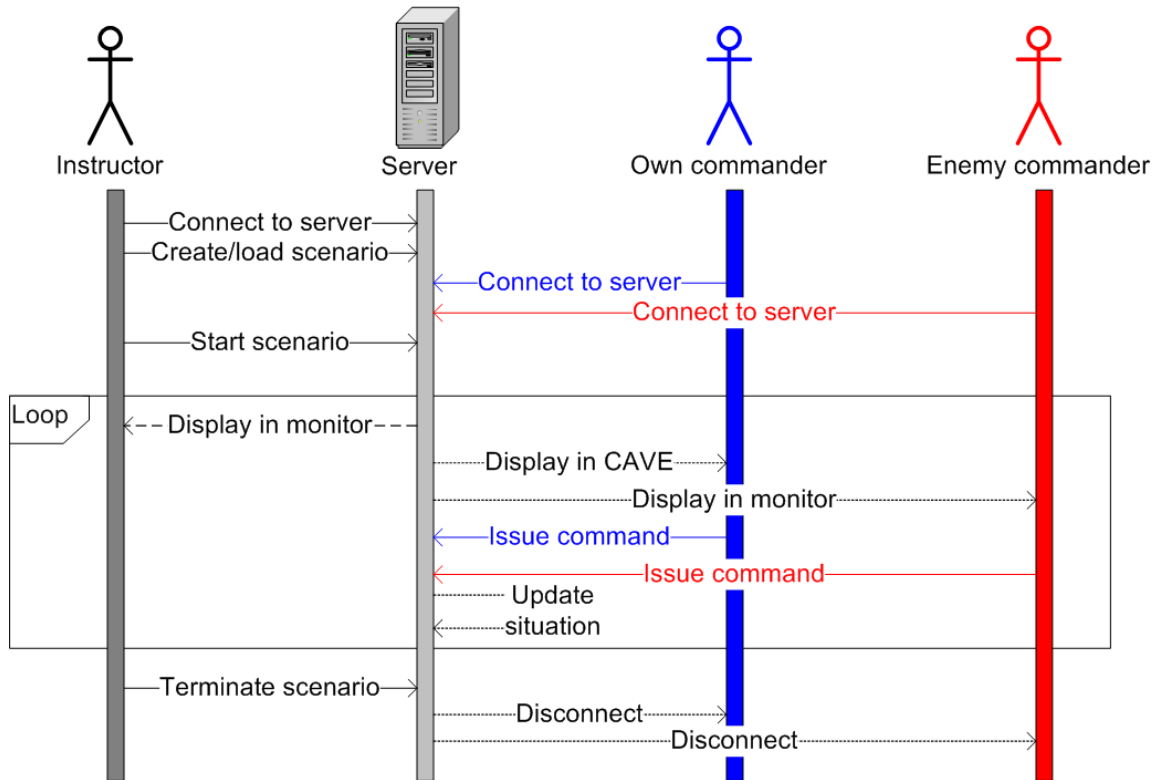 Instructor
Server
Own commander
Enemy commander
Connect to server
Create/load scenario
Connect to server
Connect to server
Start scenario
Loop
Display in monitor
Display in CAVE
Display in monitor
Issue command
Issue command
Update
situation
Terminate scenario
Disconnect
Disconnect